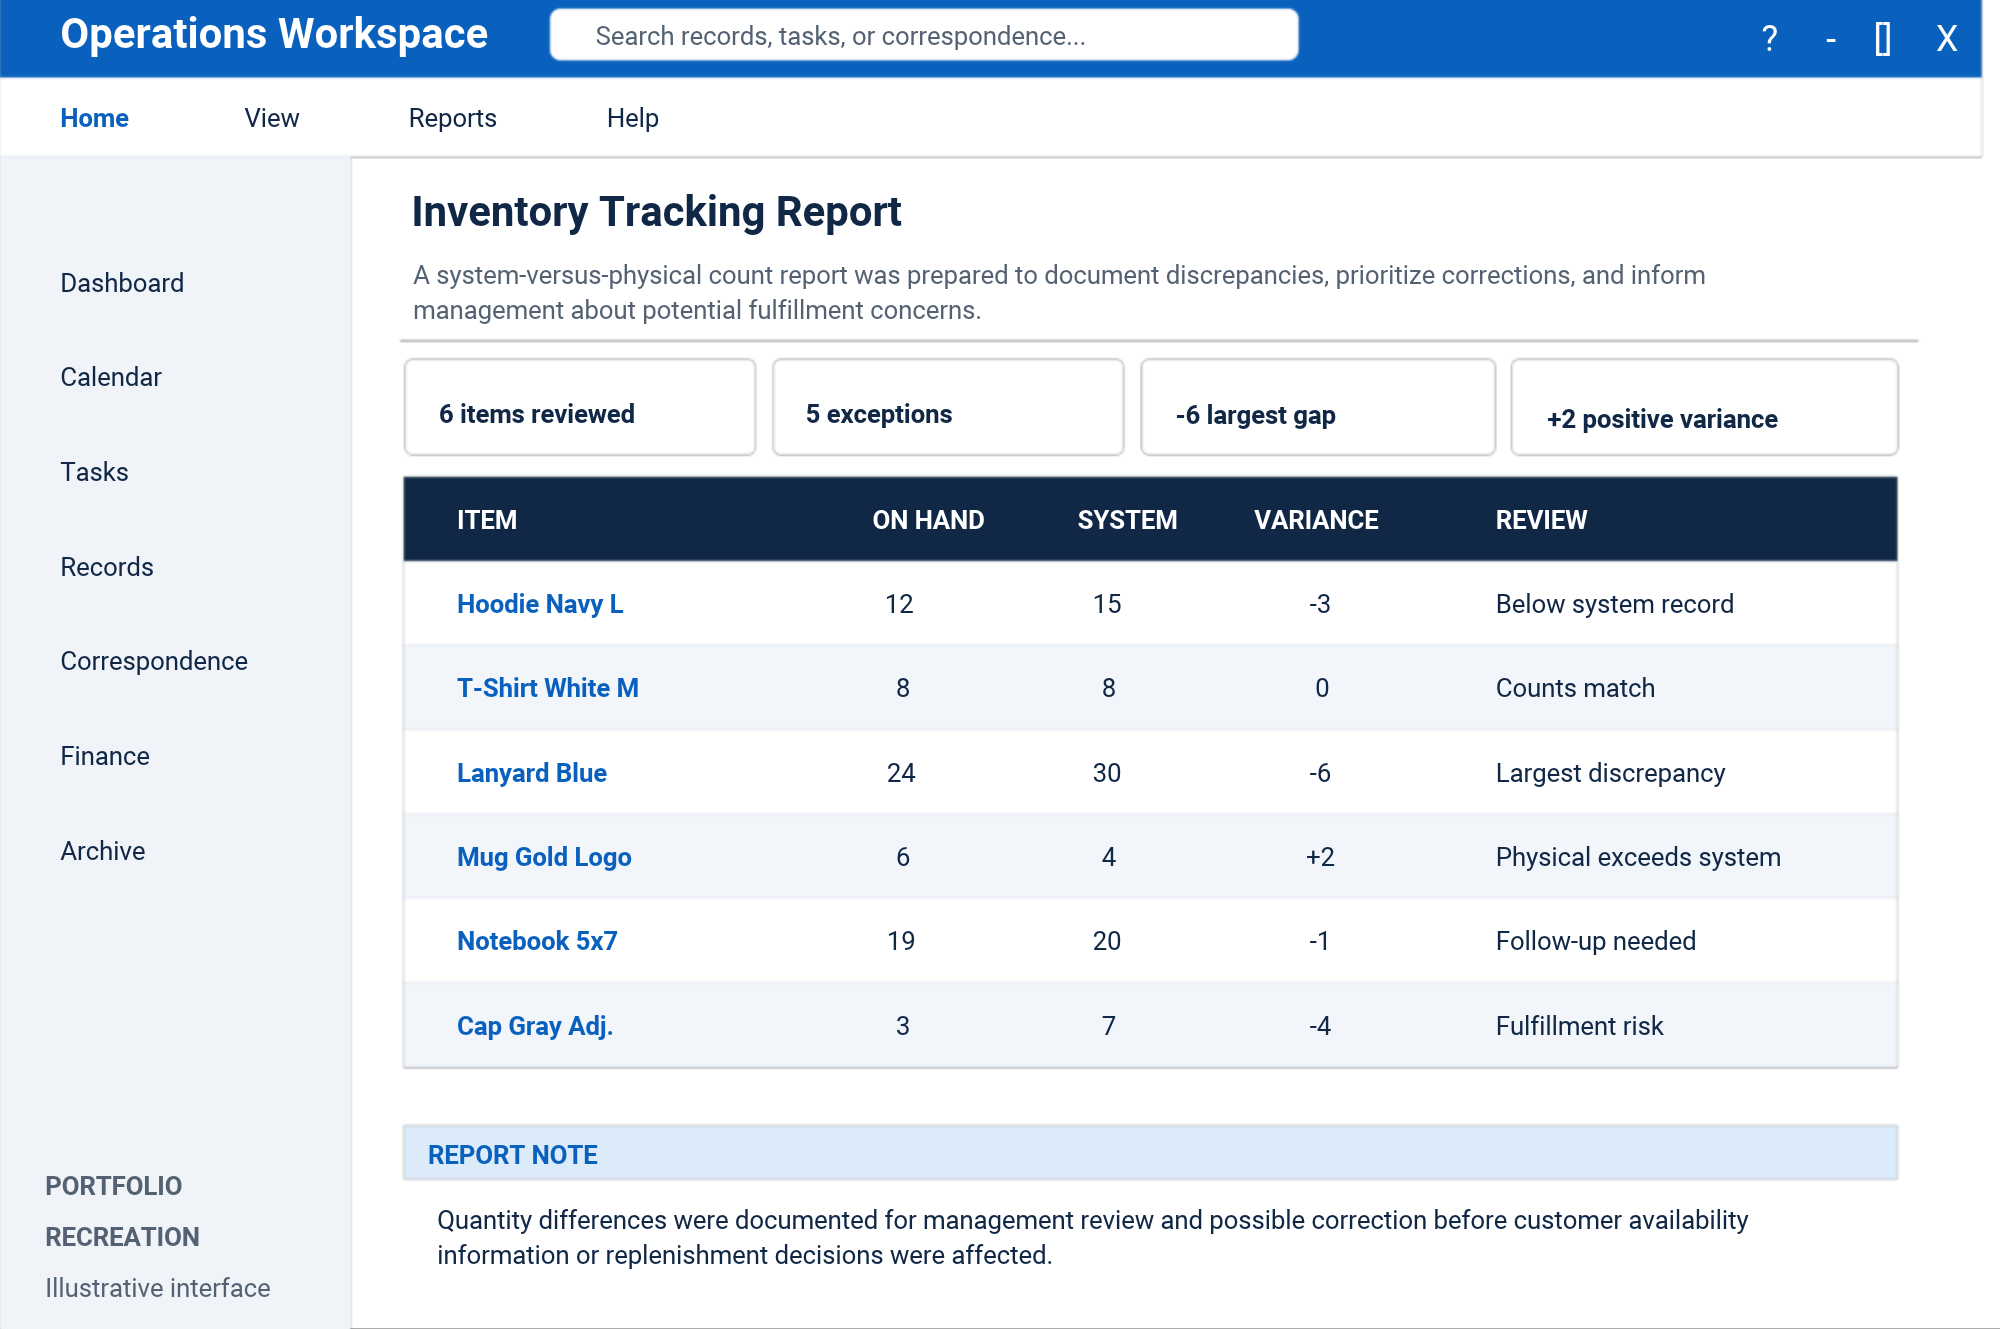 Operations Workspace
Search records, tasks, or correspondence...
? - [] X
Home View Reports Help
Dashboard
Calendar
Tasks
Records
Correspondence
Finance
Archive
PORTFOLIO
RECREATION
Illustrative interface
Inventory Tracking Report
A system-versus-physical count report was prepared to document discrepancies, prioritize corrections, and inform
management about potential fulfillment concerns.
6 items reviewed
5 exceptions
-6 largest gap
+2 positive variance
ITEM ON HAND SYSTEM VARIANCE REVIEW
Hoodie Navy L 12 15 -3 Below system record
T-Shirt White M 8 8 0 Counts match
Lanyard Blue 24 30 -6 Largest discrepancy
Mug Gold Logo 6 4 +2 Physical exceeds system
Notebook 5x7 19 20 -1 Follow-up needed
Cap Gray Adj. 3 7 -4 Fulfillment risk
REPORT NOTE
Quantity differences were documented for management review and possible correction before customer availability
information or replenishment decisions were affected.